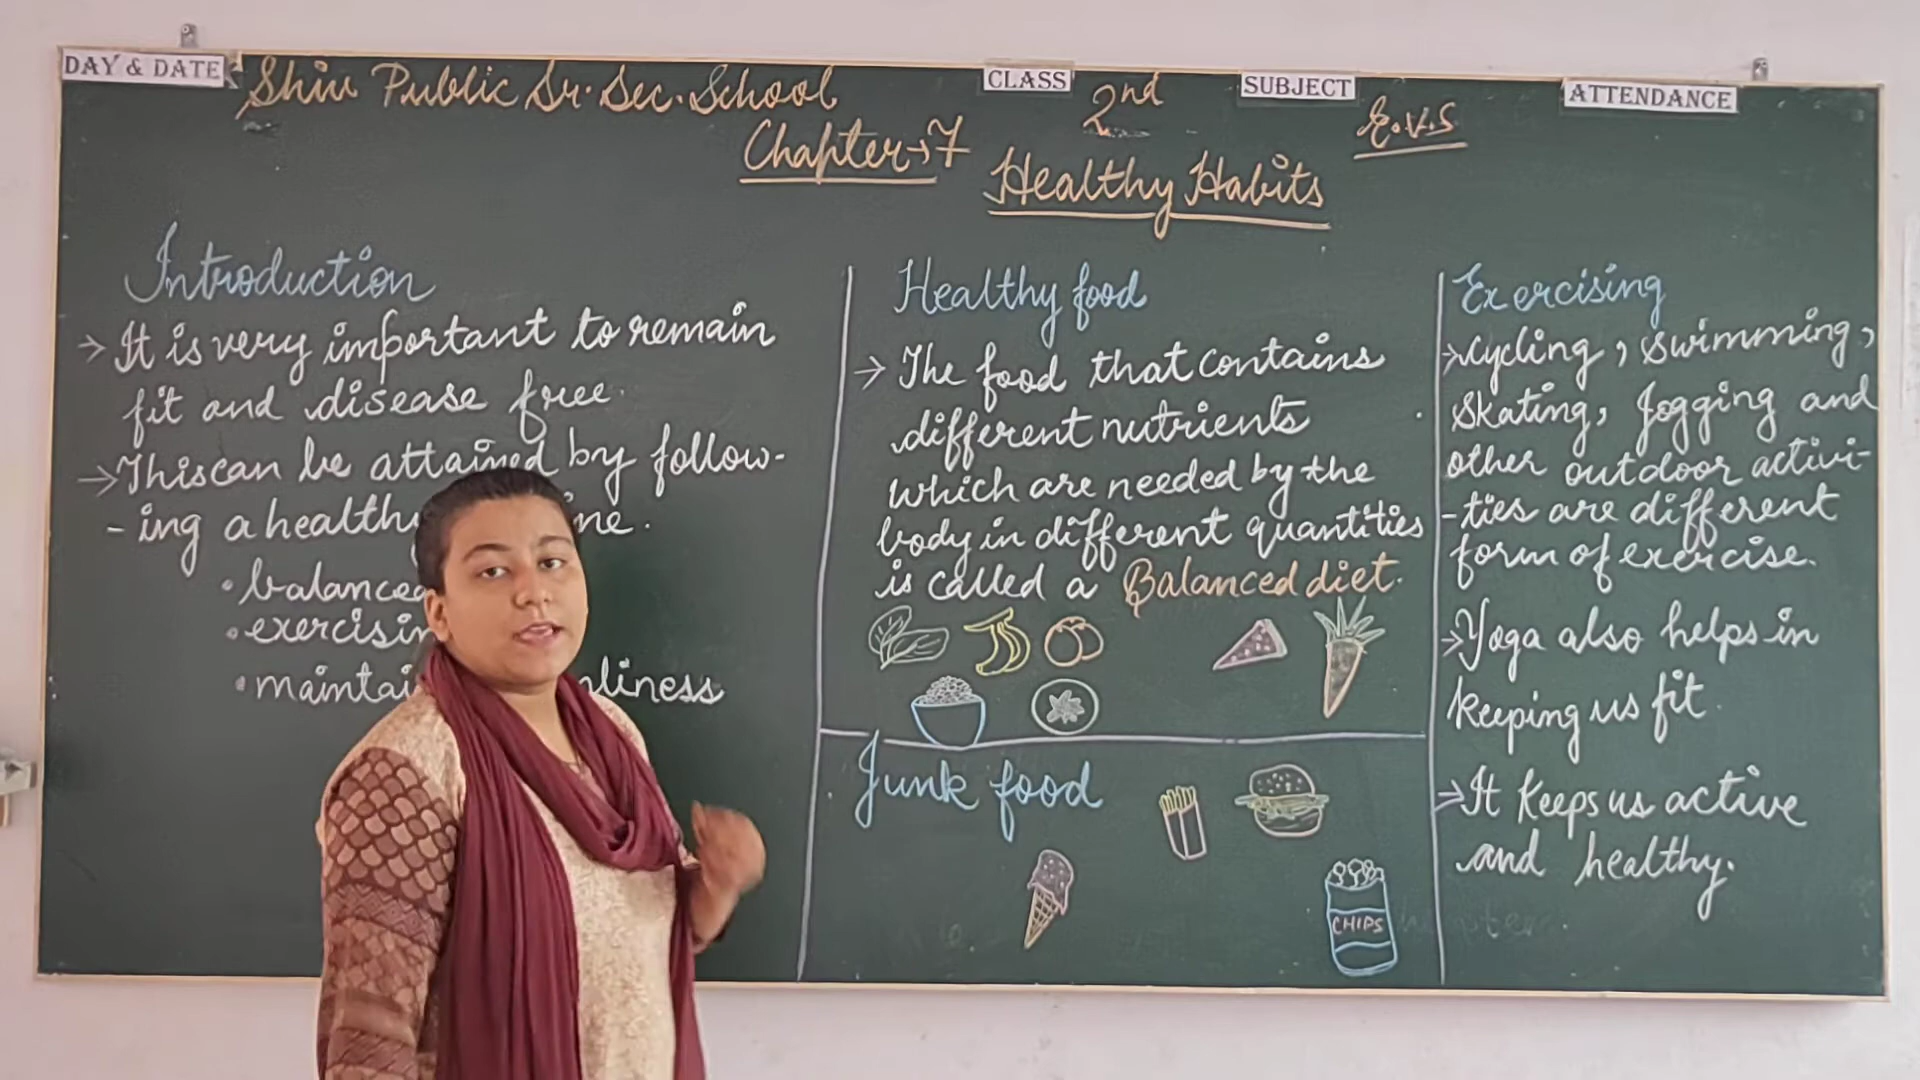 DAY & DATE
Shiv Public Sr. Sec. School
CLASS
2nd
SUBJECT
E.V.S
ATTENDANCE
Chapter→7
Healthy Habits
Introduction
→ It is very important to remain
fit and disease free.
→ This can be attained by follow-
- ing a healthy
• balanced
• exercisin
• maintai
Healthy food
→ The food that contains
different nutrients
which are needed by the
body in different quantities
is called a Balanced diet.
Junk food
CHIPS
Exercising
→ Cycling, swimming,
skating, Jogging and
other outdoor activi-
-ties are different
form of exercise.
→ Yoga also helps in
keeping us fit.
→ It keeps us active
and healthy.